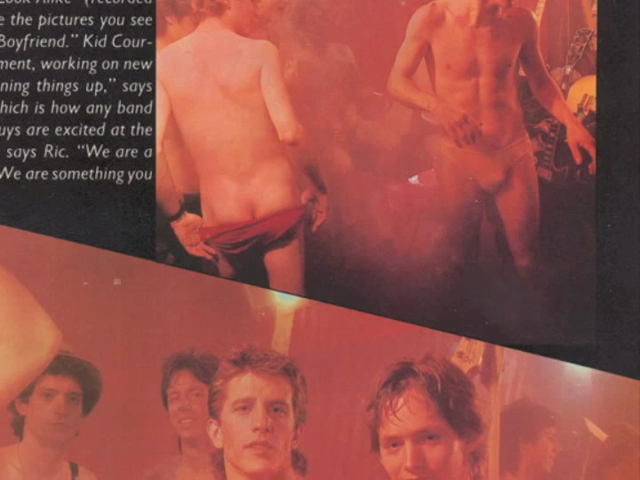 Look Alike" (recorded
e the pictures you see
Boyfriend." Kid Cour-
ment, working on new
ning things up," says
hich is how any band
uys are excited at the
says Ric. "We are a
We are something you